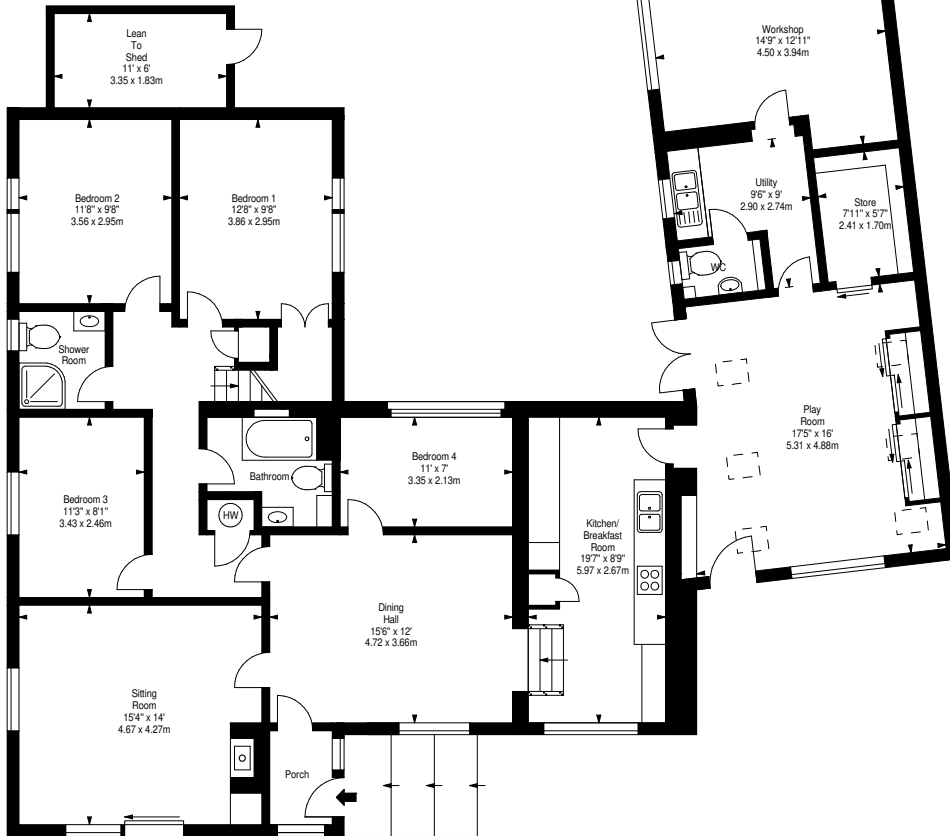 Lean
To
Shed
11' x 6'
3.35 x 1.83m
Workshop
14'9" x 12'11"
4.50 x 3.94m
Bedroom 2
11'8" x 9'8"
3.56 x 2.95m
Bedroom 1
12'8" x 9'8"
3.86 x 2.95m
Utility
9'6" x 9'
2.90 x 2.74m
Store
7'11" x 5'7"
2.41 x 1.70m
WC
Shower
Room
Play
Room
17'5" x 16'
5.31 x 4.88m
Bedroom 3
11'3" x 8'1"
3.43 x 2.46m
Bathroom
HW
Bedroom 4
11' x 7'
3.35 x 2.13m
Kitchen/
Breakfast
Room
19'7" x 8'9"
5.97 x 2.67m
Dining
Hall
15'6" x 12'
4.72 x 3.66m
Sitting
Room
15'4" x 14'
4.67 x 4.27m
Porch